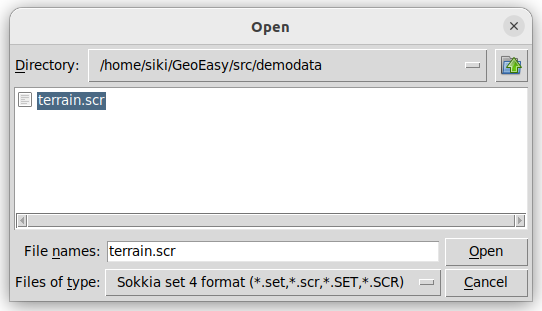 Open
Directory: /home/siki/GeoEasy/src/demodata
terrain.scr
File names: terrain.scr Open
Files of type: Sokkia set 4 format (*.set,*.scr,*.SET,*.SCR) Cancel